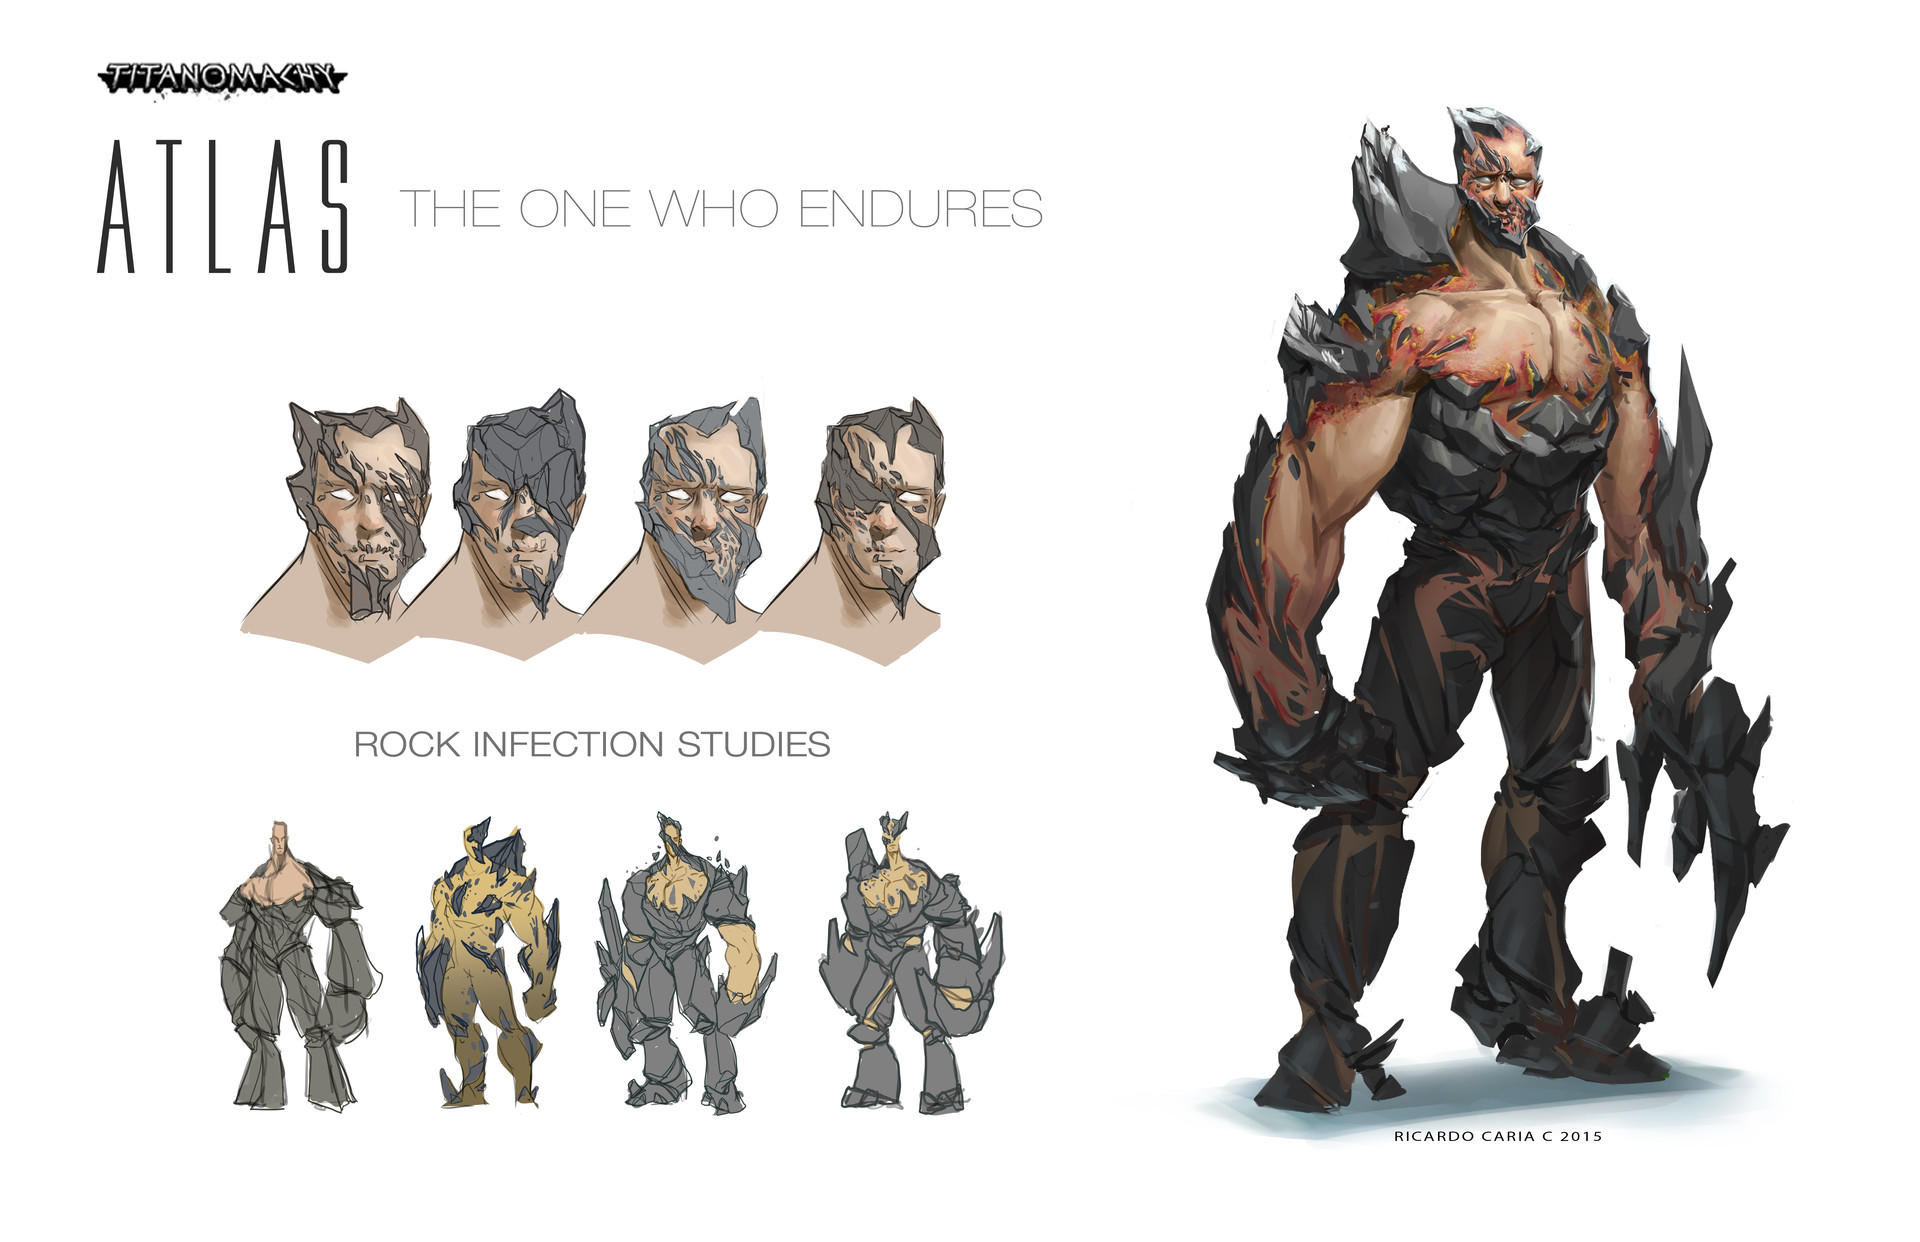 TITANOMACHY
ATLAS
THE ONE WHO ENDURES
ROCK INFECTION STUDIES
RICARDO CARIA C 2015